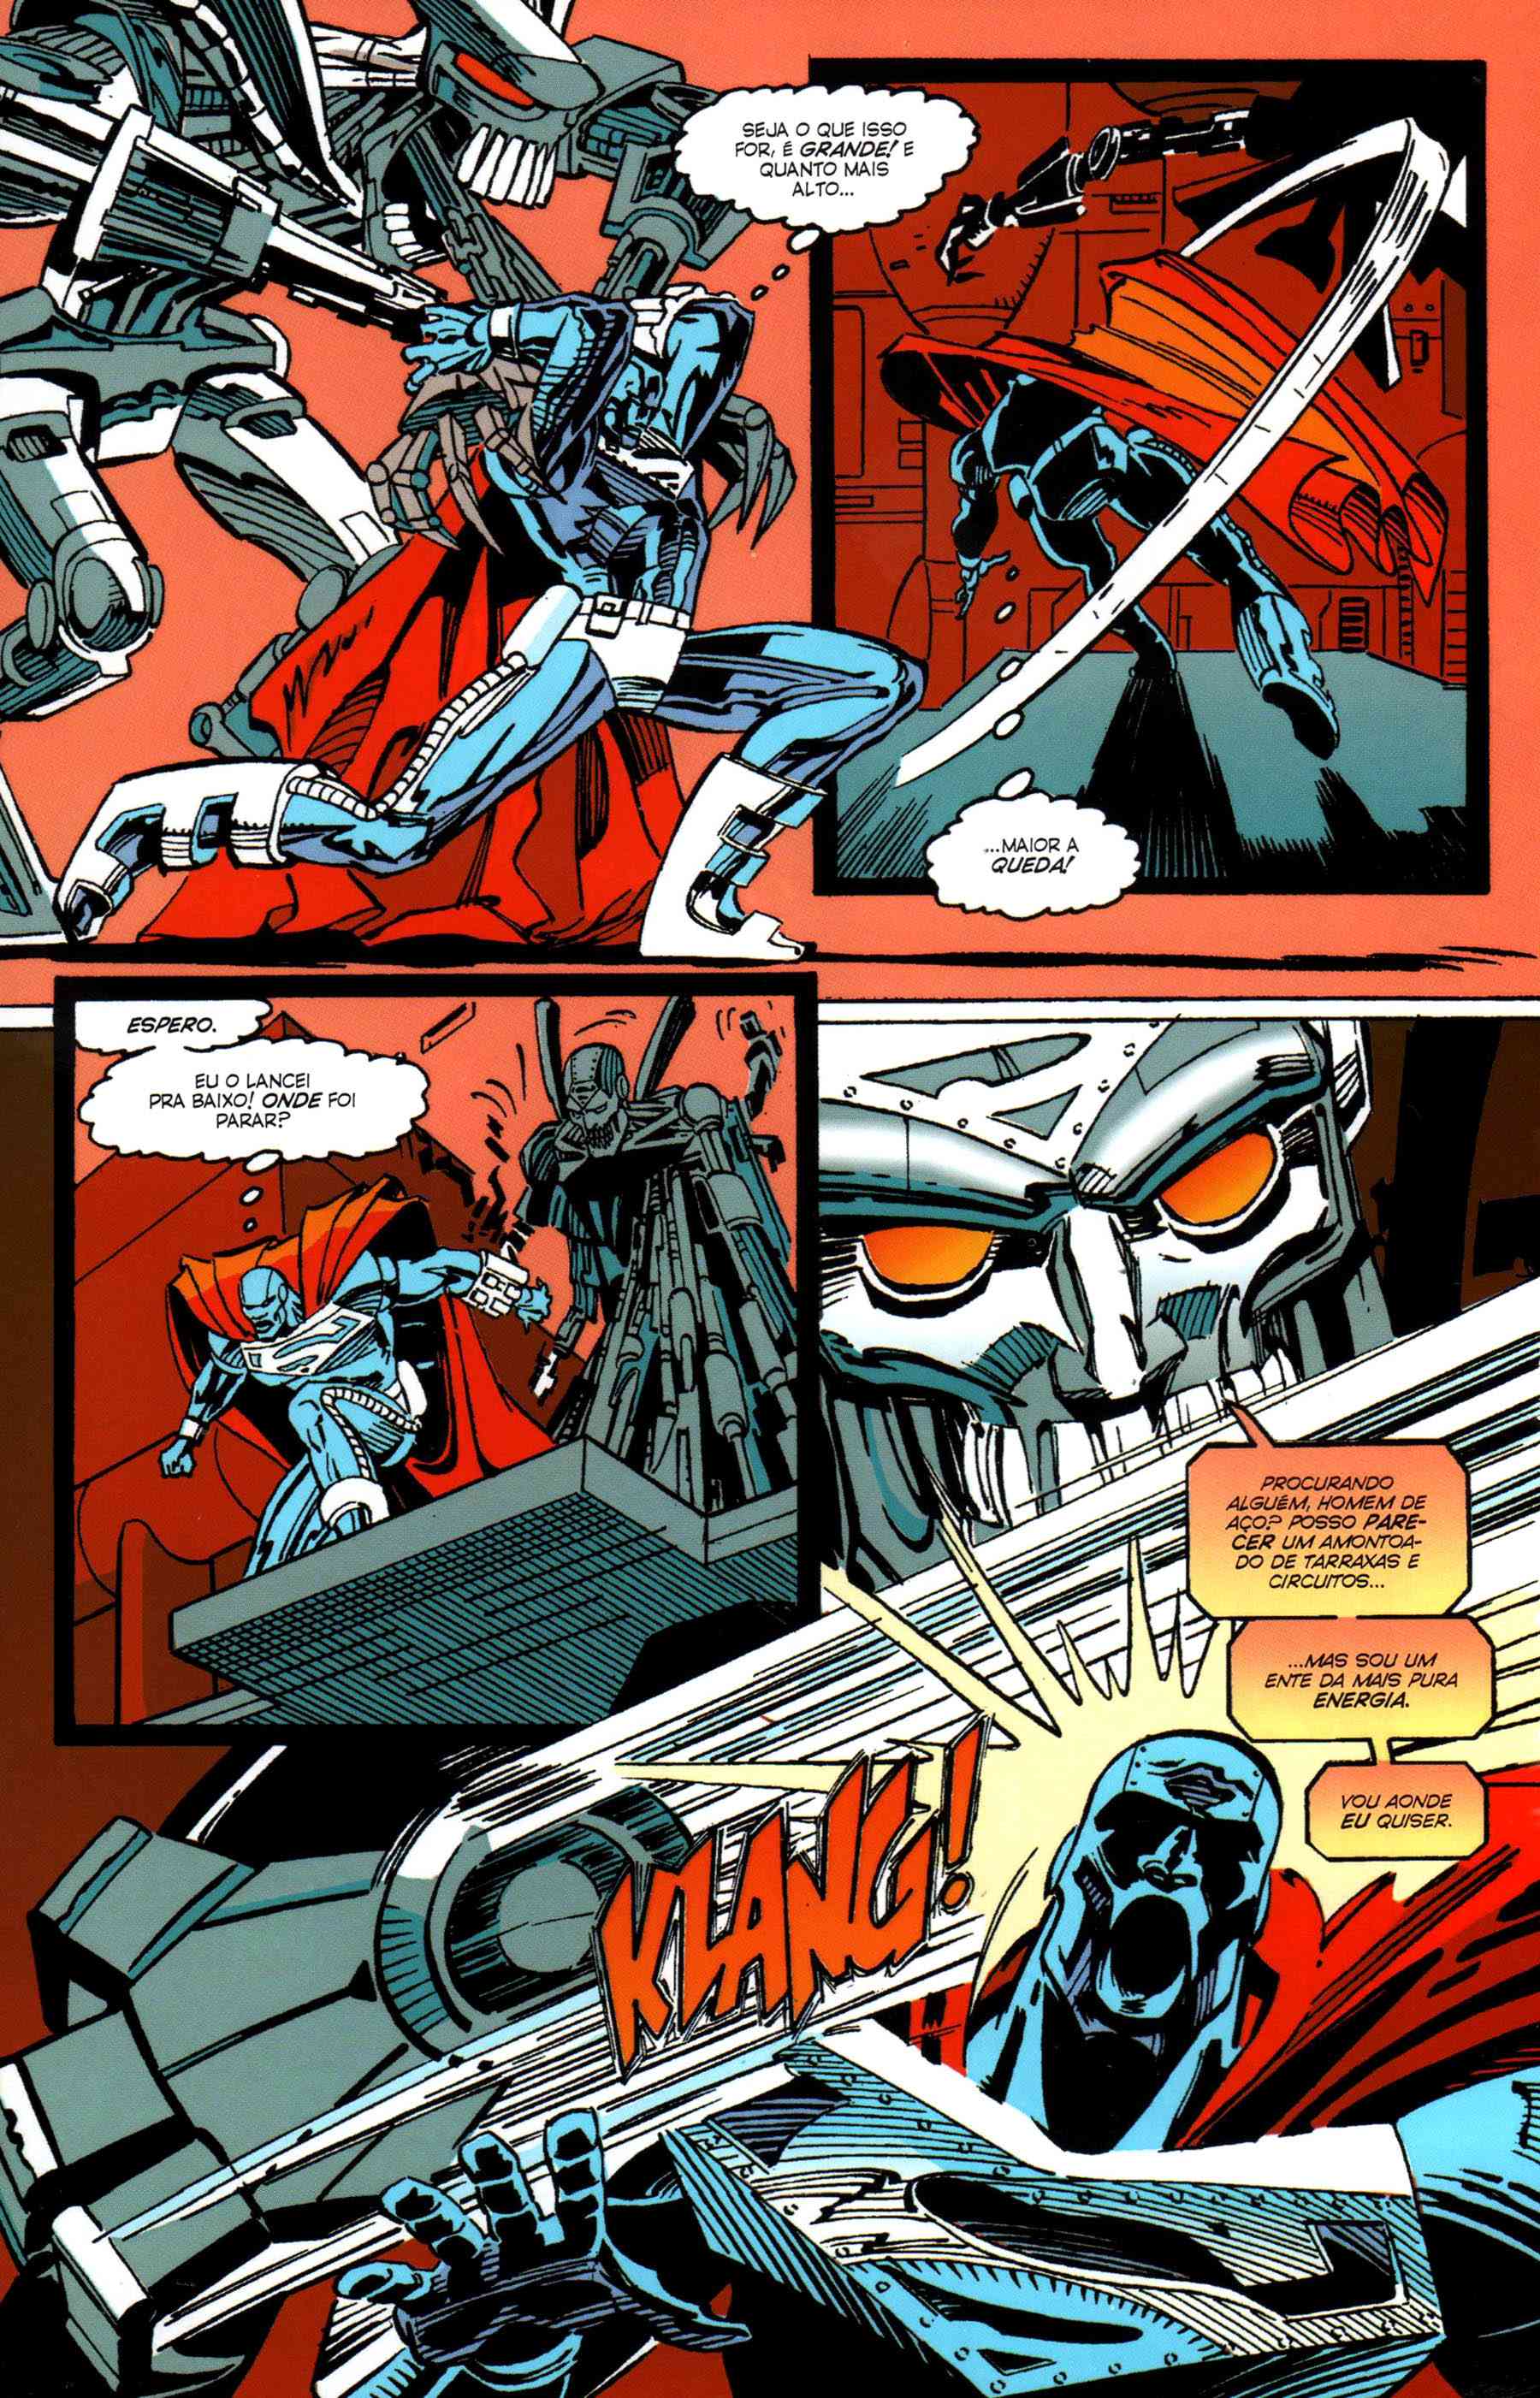 SEJA O QUE ISSO
FOR, É GRANDE! E
QUANTO MAIS
ALTO...
...MAIOR A
QUEDA!
ESPERO.
EU O LANCEI
PRA BAIXO! ONDE FOI
PARAR?
PROCURANDO
ALGUÉM, HOMEM DE
AÇO? POSSO PARE-
CER UM AMONTOA-
DO DE TARRAXAS E
CIRCUITOS...
...MAS SOU UM
ENTE DA MAIS PURA
ENERGIA.
VOU AONDE
EU QUISER.
KLANG!